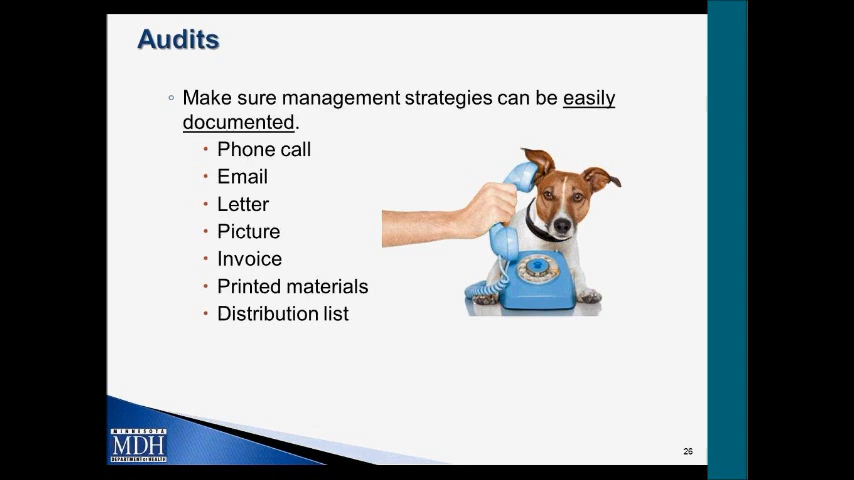 Audits
Make sure management strategies can be easily
documented.
Phone call
Email
Letter
Picture
Invoice
Printed materials
Distribution list
MINNESOTA
MDH
DEPARTMENT OF HEALTH
26